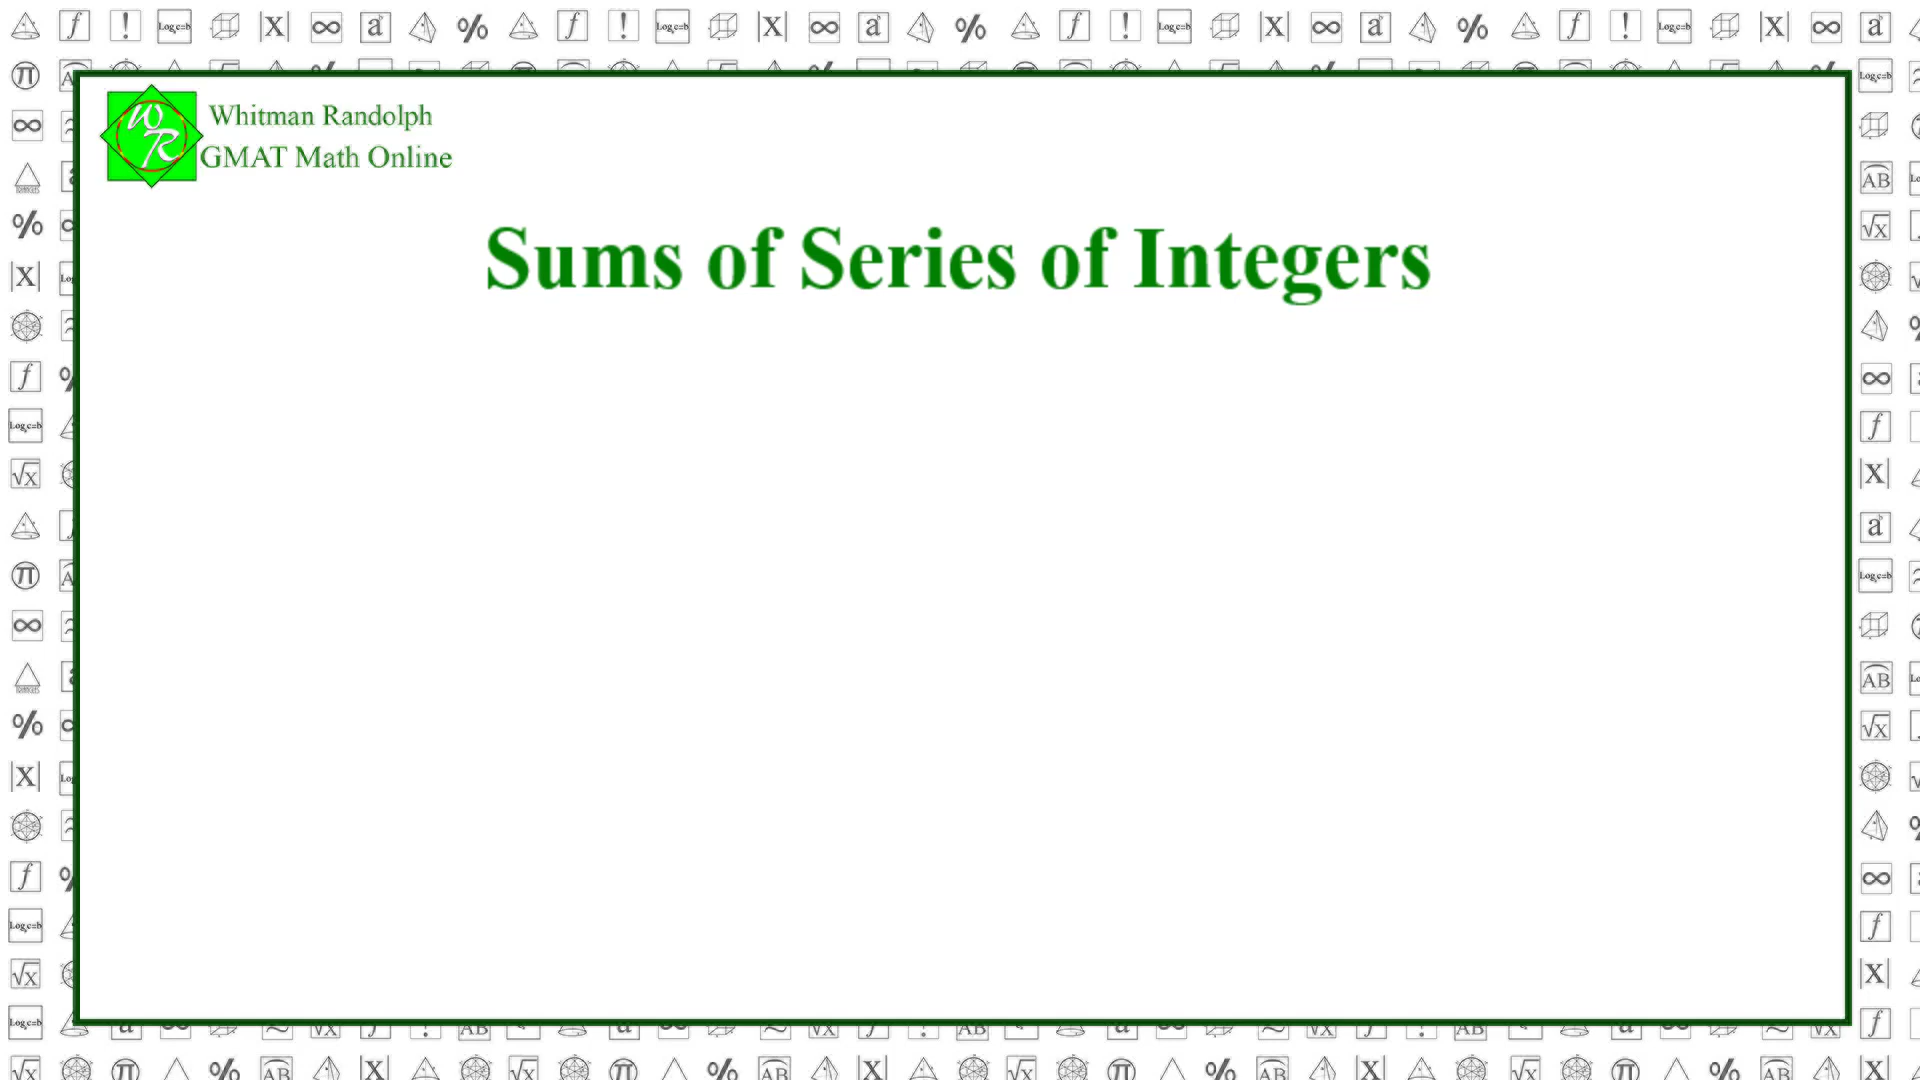 Whitman Randolph
GMAT Math Online
Sums of Series of Integers